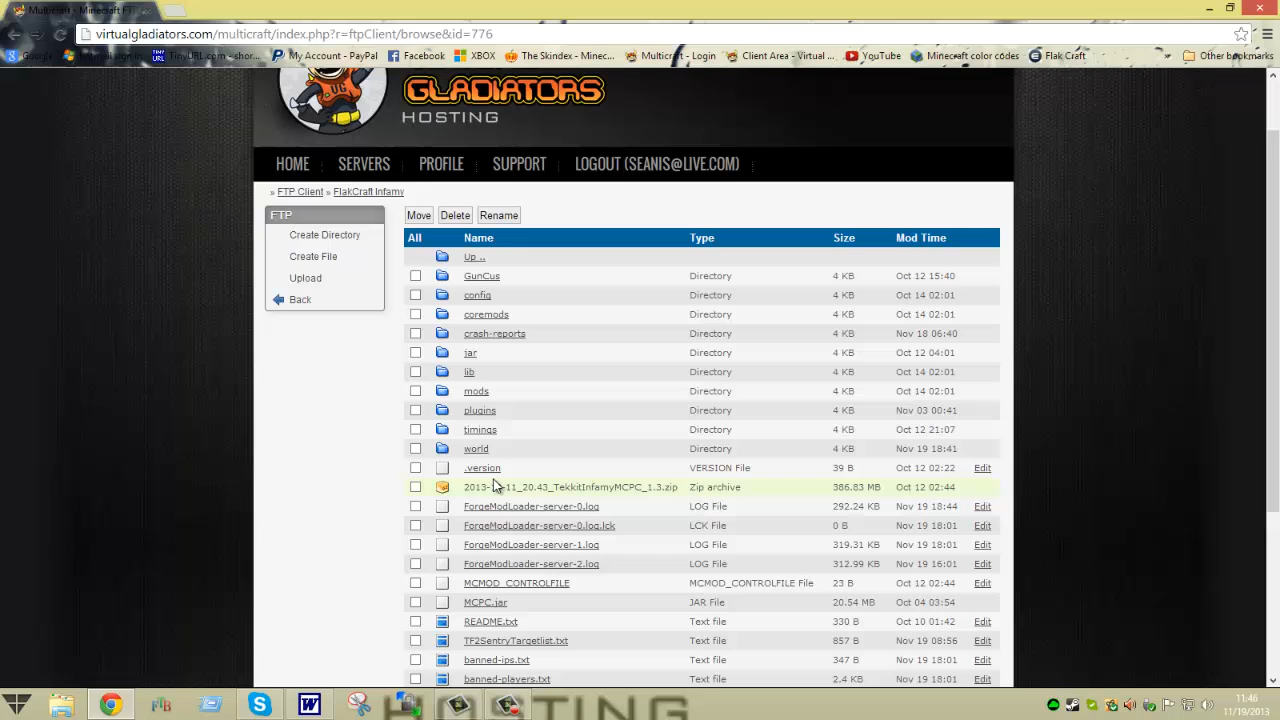 Multicraft - Minecraft FT
virtualgladiators.com/multicraft/index.php?r=ftpClient/browse&id=776
Google TinyURL.com - shor... My Account - PayPal Facebook XBOX The Skindex - Minec... Multicraft - Login Client Area - Virtual ... YouTube Minecraft color códes Flak Craft Other bookmarks
GLADIATORS
HOSTING
HOME SERVERS PROFILE SUPPORT LOGOUT (SEANIS@LIVE.COM)
» FTP Client » FlakCraft Infamy
FTP
Create Directory
Create File
Upload
Back
Move Delete Rename
All Name Type Size Mod Time
Up ..
GunCus Directory 4 KB Oct 12 15:40
config Directory 4 KB Oct 14 02:01
coremods Directory 4 KB Oct 14 02:01
crash-reports Directory 4 KB Nov 18 06:40
jar Directory 4 KB Oct 12 04:01
lib Directory 4 KB Oct 14 02:01
mods Directory 4 KB Oct 14 02:01
plugins Directory 4 KB Nov 03 00:41
timings Directory 4 KB Oct 12 21:07
world Directory 4 KB Nov 19 18:41
.version VERSION File 39 B Oct 12 02:22 Edit
11_20.43_TekkitInfamyMCPC_1.3.zip Zip archive 386.83 MB Oct 12 02:44
ForgeModLoader-server-0.log LOG File 292.24 KB Nov 19 18:44 Edit
ForgeModLoader-server-0.log.lck LCK File 0 B Nov 19 18:01 Edit
ForgeModLoader-server-1.log LOG File 319.31 KB Nov 19 18:01 Edit
ForgeModLoader-server-2.log LOG File 312.99 KB Nov 19 16:01 Edit
MCMOD_CONTROLFILE MCMOD_CONTROLFILE File 23 B Oct 12 02:44 Edit
MCPC.jar JAR File 20.54 MB Oct 04 03:54
README.txt Text file 330 B Oct 10 01:42 Edit
TF2SentryTargetlist.txt Text file 857 B Nov 19 08:56 Edit
banned-ips.txt Text file 347 B Nov 19 18:01 Edit
banned-players.txt Text file 2.4 KB Nov 19 18:01 Edit
HOSTING
11:46
11/19/2013